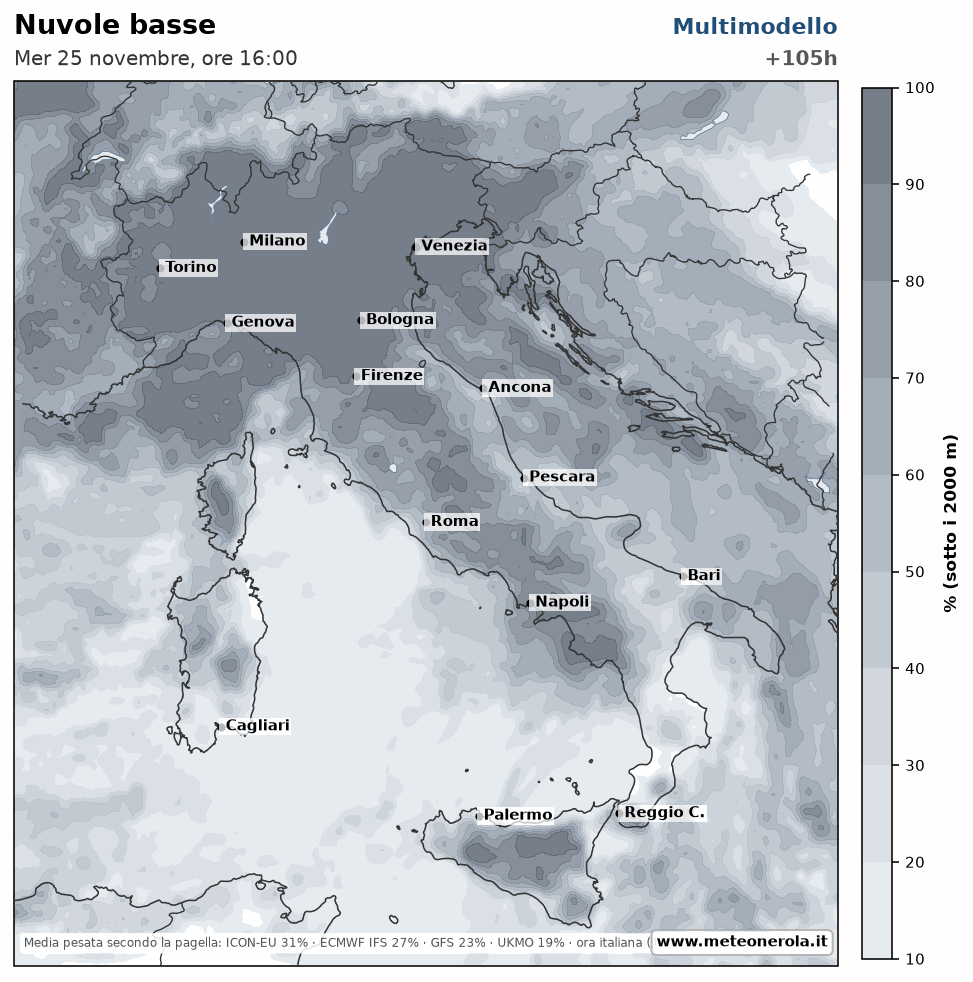 Nuvole basse
Multimodello
Mer 25 novembre, ore 16:00
+105h
Milano
Venezia
Torino
Genova
Bologna
Firenze
Ancona
Pescara
Roma
Bari
Napoli
Cagliari
Palermo
Reggio C.
100
90
80
70
60
50
40
30
20
10
% (sotto i 2000 m)
Media pesata secondo la pagella: ICON-EU 31% · ECMWF IFS 27% · GFS 23% · UKMO 19% · ora italiana (
www.meteonerola.it